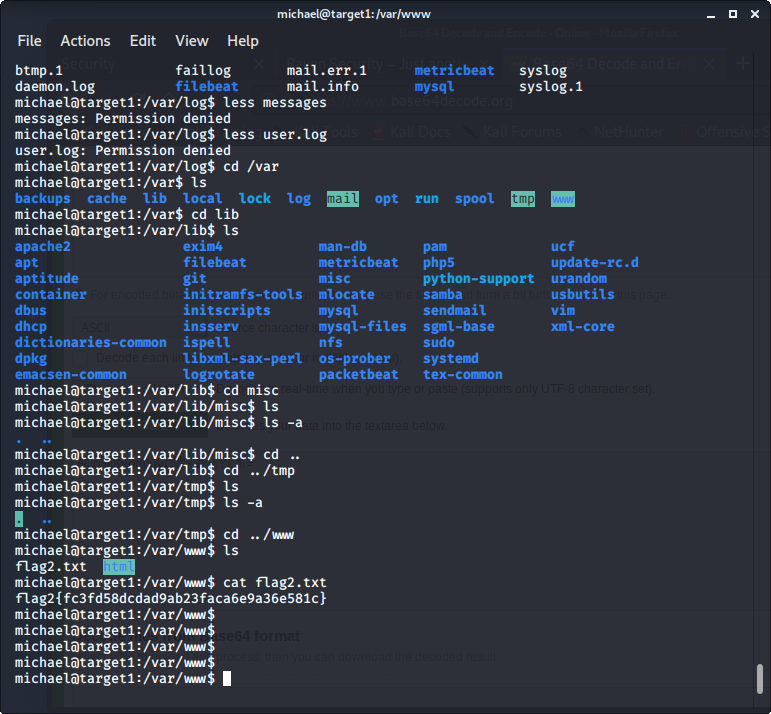 michael@target1: /var/www
File Actions Edit View Help
btmp.1 faillog mail.err.1 metricbeat syslog
daemon.log filebeat mail.info mysql syslog.1
michael@target1:/var/log$ less messages
messages: Permission denied
michael@target1:/var/log$ less user.log
user.log: Permission denied
michael@target1:/var/log$ cd /var
michael@target1:/var$ ls
backups cache lib local lock log mail opt run spool tmp www
michael@target1:/var$ cd lib
michael@target1:/var/lib$ ls
apache2 exim4 man-db pam ucf
apt filebeat metricbeat php5 update-rc.d
aptitude git misc python-support urandom
container initramfs-tools mlocate samba usbutils
dbus initscripts mysql sendmail vim
dhcp insserv mysql-files sgml-base xml-core
dictionaries-common ispell nfs sudo
dpkg libxml-sax-perl os-prober systemd
emacsen-common logrotate packetbeat tex-common
michael@target1:/var/lib$ cd misc
michael@target1:/var/lib/misc$ ls
michael@target1:/var/lib/misc$ ls -a
. ..
michael@target1:/var/lib/misc$ cd ..
michael@target1:/var/lib$ cd ../tmp
michael@target1:/var/tmp$ ls
michael@target1:/var/tmp$ ls -a
. ..
michael@target1:/var/tmp$ cd ../www
michael@target1:/var/www$ ls
flag2.txt html
michael@target1:/var/www$ cat flag2.txt
flag2{fc3fd58dcdad9ab23faca6e9a36e581c}
michael@target1:/var/www$
michael@target1:/var/www$
michael@target1:/var/www$
michael@target1:/var/www$
michael@target1:/var/www$